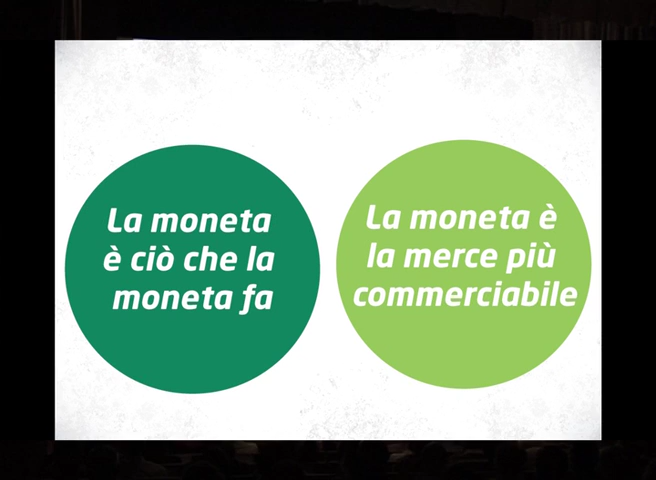 La moneta
è ciò che la
moneta fa
La moneta è
la merce più
commerciabile